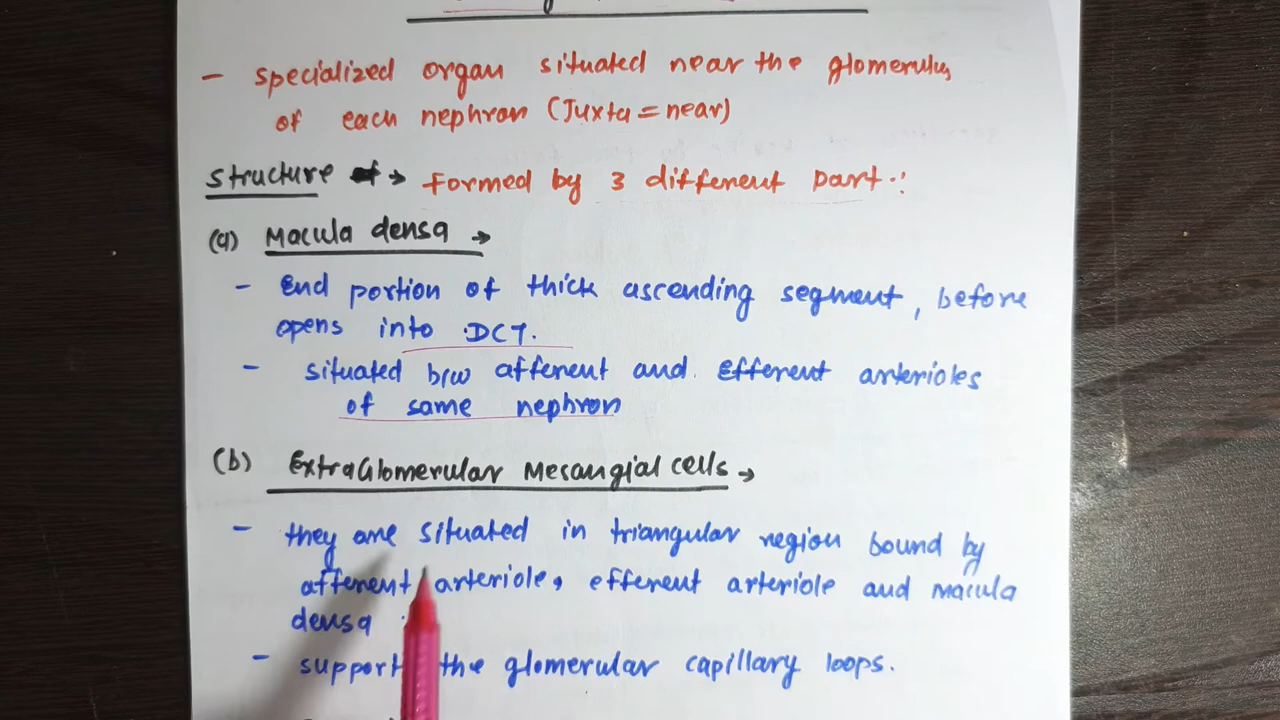 - specialized organ situated near the glomerulus
of each nephron (Juxta = near)
Structure → Formed by 3 different part :
(a) Macula densa →
- End portion of thick ascending segment, before
opens into DCT.
- situated b/w afferent and Efferent arterioles
of same nephron
(b) ExtraGlomerular Mesangial cells →
- they are situated in triangular region bound by
afferent arteriole, efferent arteriole and Macula
densa
- support the glomerular capillary loops.